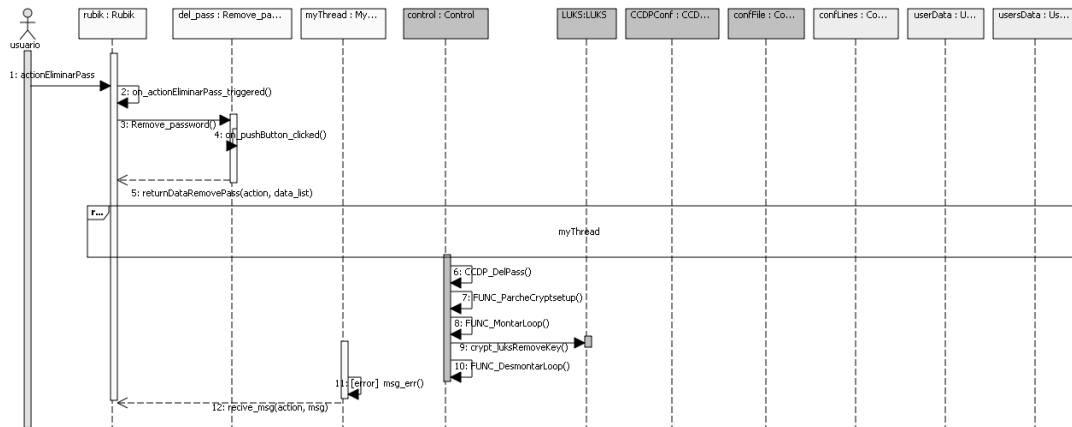 rubik : Rubik
del_pass : Remove_pa...
myThread : My...
control : Control
LUKS:LUKS
CCDPConf : CCD...
confFile : Co...
confLines : Co...
userData : U...
usersData : Us...
usuario
1: actionEliminarPass
2: on_actionEliminarPass_triggered()
3: Remove_password()
4: on_pushButton_clicked()
5: returnDataRemovePass(action, data_list)
r...
myThread
6: CCDP_DelPass()
7: FUNC_ParcheCryptsetup()
8: FUNC_MontarLoop()
9: crypt_luksRemoveKey()
10: FUNC_DesmontarLoop()
11: [error] msg_err()
12: recive_msg(action, msg)